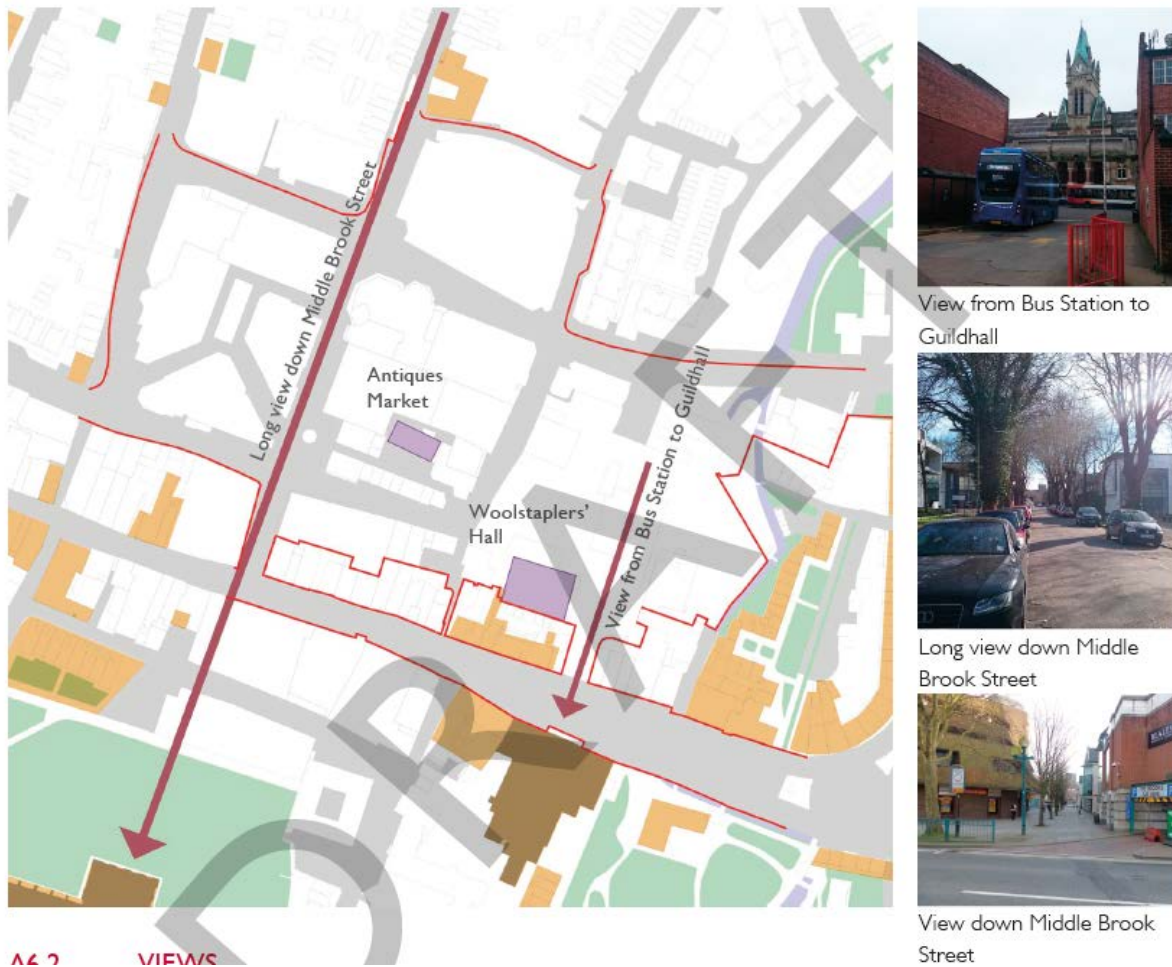 Long view down Middle Brook Street
Antiques
Market
Woolstaplers'
Hall
View from Bus Station to Guildhall
DRAFT
View from Bus Station to
Guildhall
Long view down Middle
Brook Street
View down Middle Brook
Street
A6.2 VIEWS